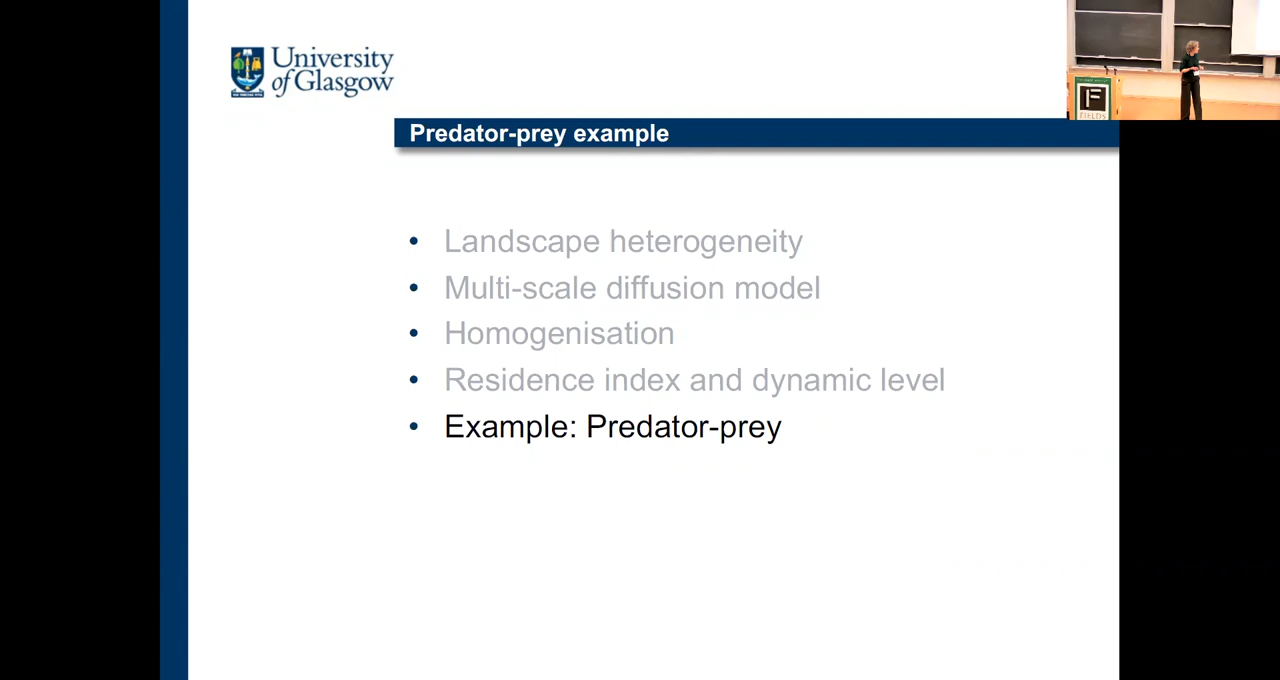 University
of Glasgow
FIELDS
Predator-prey example
• Landscape heterogeneity
• Multi-scale diffusion model
• Homogenisation
• Residence index and dynamic level
• Example: Predator-prey